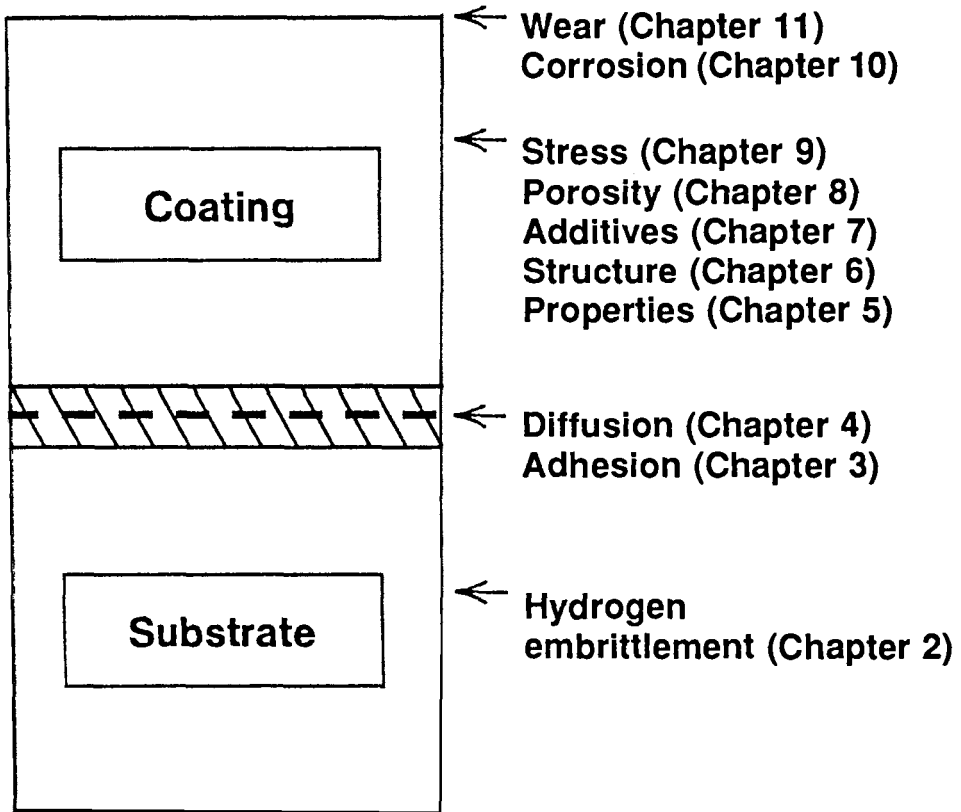 Wear (Chapter 11)
Corrosion (Chapter 10)
Coating
Stress (Chapter 9)
Porosity (Chapter 8)
Additives (Chapter 7)
Structure (Chapter 6)
Properties (Chapter 5)
Diffusion (Chapter 4)
Adhesion (Chapter 3)
Substrate
Hydrogen
embrittlement (Chapter 2)